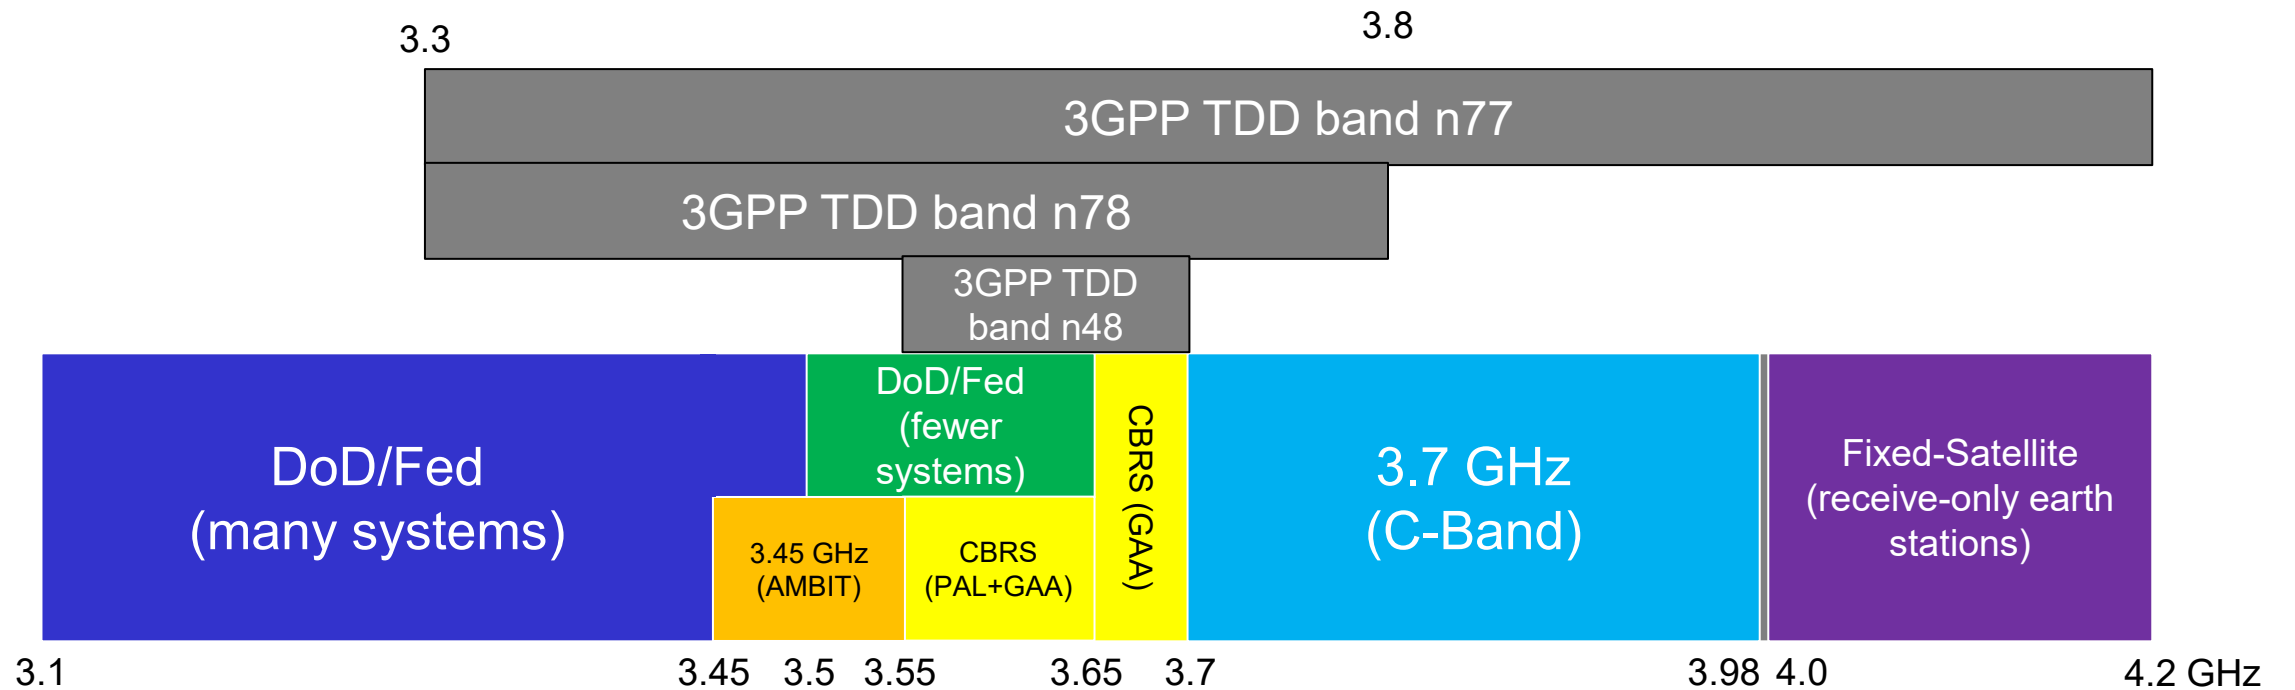 3.3
3.8
3GPP TDD band n77
3GPP TDD band n78
3GPP TDD
band n48
DoD/Fed
(many systems)
DoD/Fed
(fewer
systems)
3.45 GHz
(AMBIT)
CBRS
(PAL+GAA)
CBRS (GAA)
3.7 GHz
(C-Band)
Fixed-Satellite
(receive-only earth
stations)
3.1
3.45
3.5
3.55
3.65
3.7
3.98
4.0
4.2 GHz